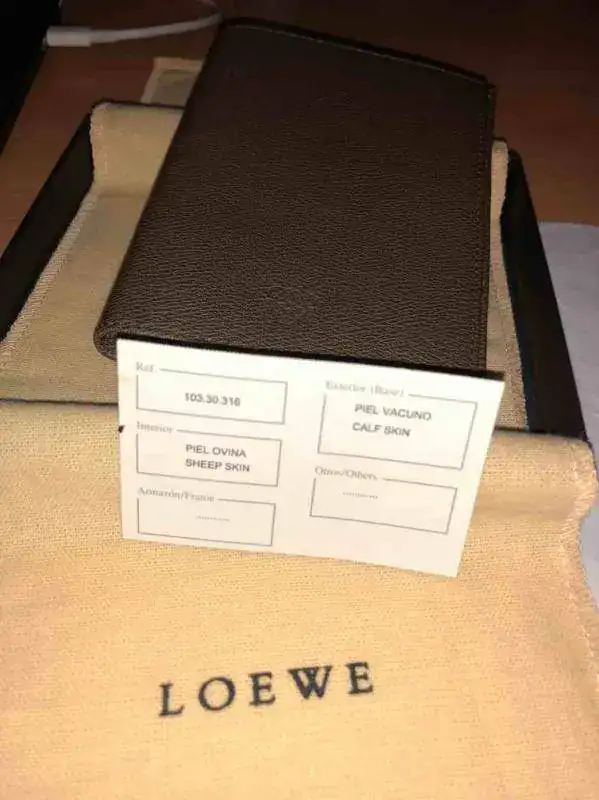 Ref.
103.30.316
Exterior (Base)
PIEL VACUNO
CALF SKIN
Interior
PIEL OVINA
SHEEP SKIN
Otros/Others
...........
Armazón/Frame
...........
LOEWE